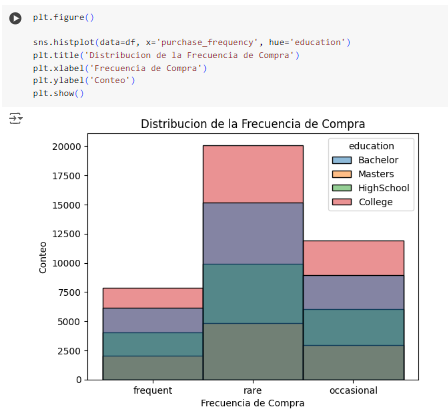 plt.figure()
sns.histplot(data=df, x='purchase_frequency', hue='education')
plt.title('Distribucion de la Frecuencia de Compra')
plt.xlabel('Frecuencia de Compra')
plt.ylabel('Conteo')
plt.show()
Distribucion de la Frecuencia de Compra
education
Bachelor
Masters
HighSchool
College
Conteo
20000
17500
15000
12500
10000
7500
5000
2500
0
frequent rare occasional
Frecuencia de Compra